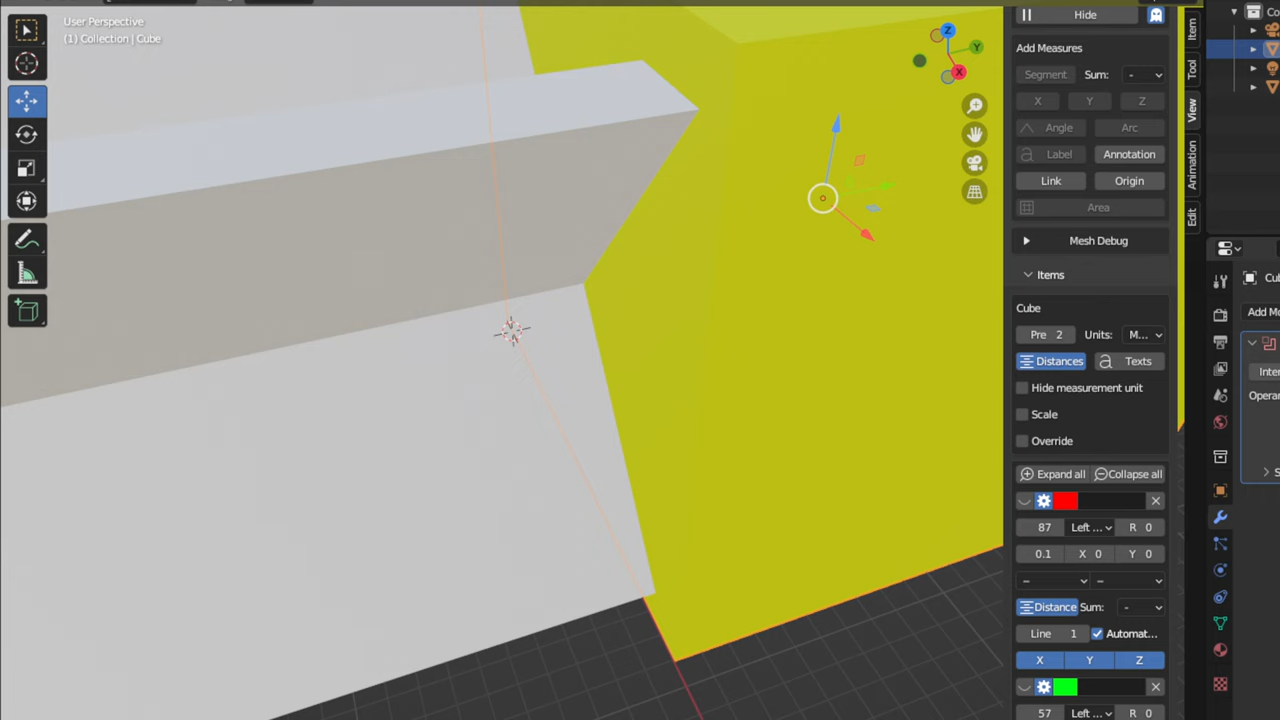 User Perspective
(1) Collection | Cube
Z
Y
X
Hide
Add Measures
Segment Sum: -
X Y Z
Angle Arc
Label Annotation
Link Origin
Area
Mesh Debug
Items
Cube
Pre 2 Units: M...
Distances Texts
Hide measurement unit
Scale
Override
Expand all Collapse all
87 Left ... R 0
0.1 X 0 Y 0
– –
Distance Sum: -
Line 1 Automat...
X Y Z
57 Left ... R 0
Item
Tool
View
Animation
Edit
Co
Cu
Add Mo
Inter
Opera
S